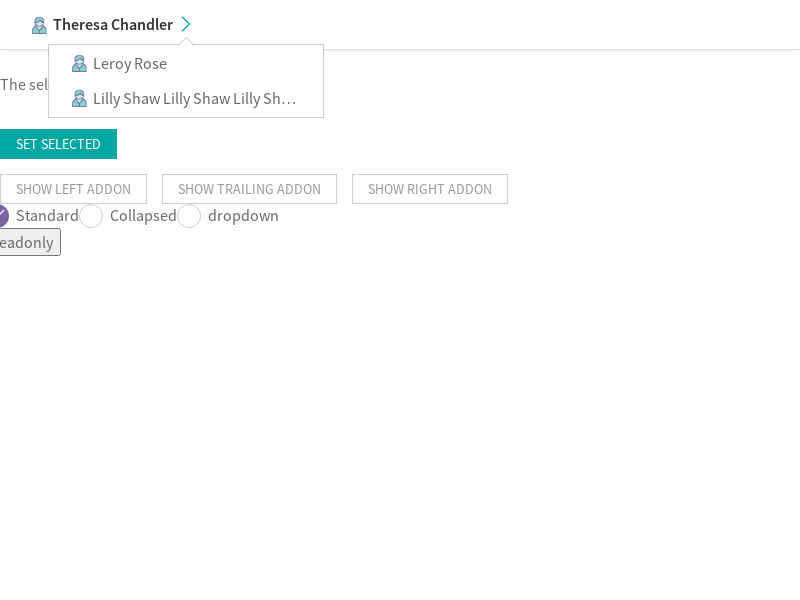 Theresa Chandler
Leroy Rose
Lilly Shaw Lilly Shaw Lilly Sh…
The sel
SET SELECTED
SHOW LEFT ADDON SHOW TRAILING ADDON SHOW RIGHT ADDON
Standard Collapsed dropdown
eadonly